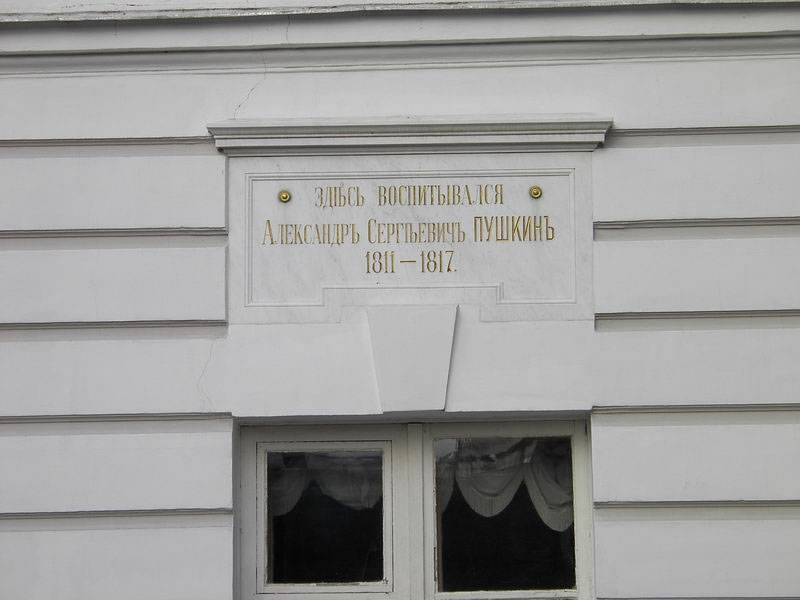 ЗДѢСЬ ВОСПИТЫВАЛСЯ
АЛЕКСАНДРЪ СЕРГѢЕВИЧЪ ПУШКИНЪ
1811 — 1817.